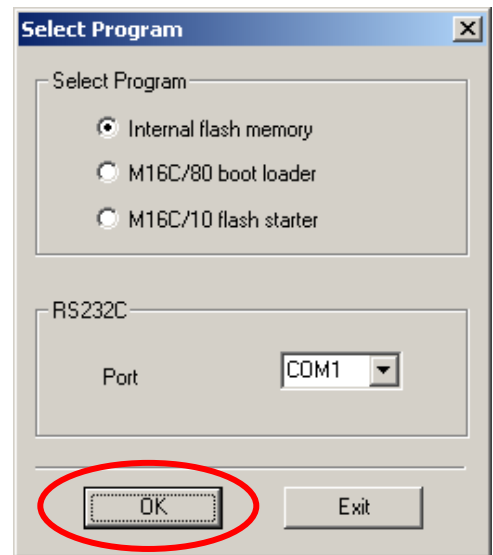 Select Program
Select Program
Internal flash memory
M16C/80 boot loader
M16C/10 flash starter
RS232C
Port COM1
OK Exit